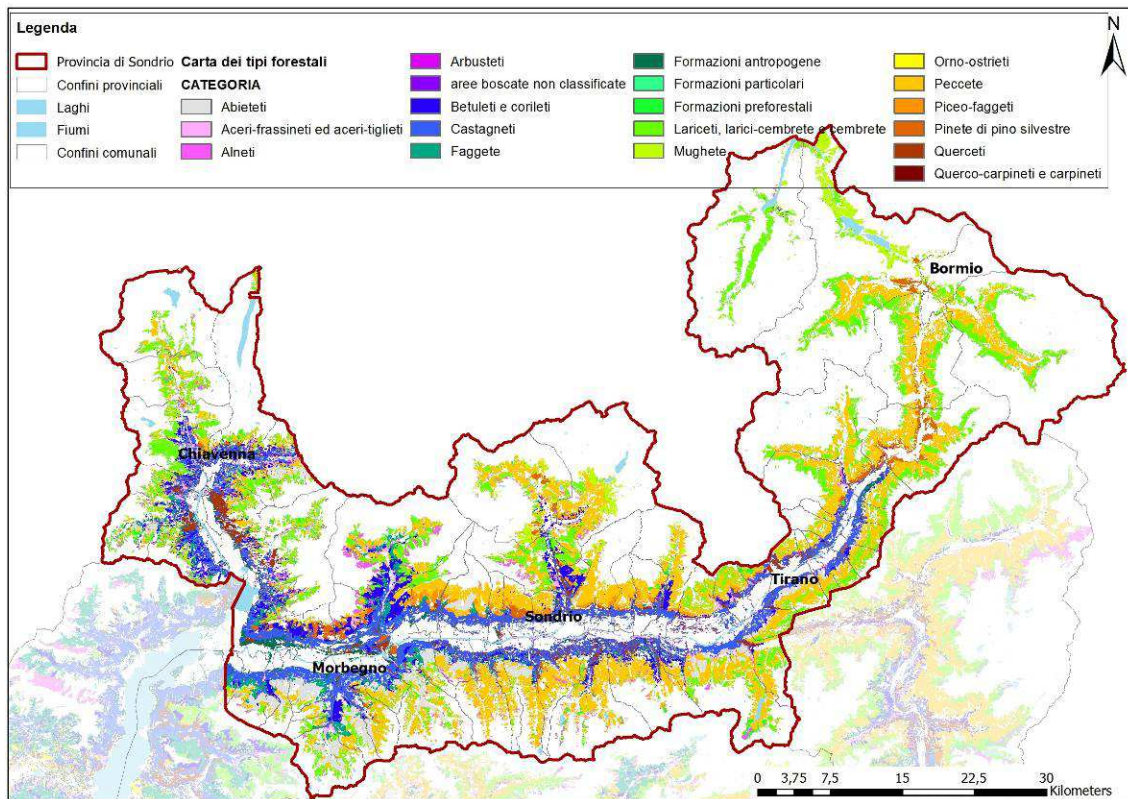 Legenda
Provincia di Sondrio
Confini provinciali
Laghi
Fiumi
Confini comunali
Carta dei tipi forestali
CATEGORIA
Abieteti
Aceri-frassineti ed aceri-tiglieti
Alneti
Arbusteti
aree boscate non classificate
Betuleti e corileti
Castagneti
Faggete
Formazioni antropogene
Formazioni particolari
Formazioni preforestali
Lariceti, larici-cembrete e cembrete
Mughete
Orno-ostrieti
Peccete
Piceo-faggeti
Pinete di pino silvestre
Querceti
Querco-carpineti e carpineti
N
Bormio
Chiavenna
Tirano
Sondrio
Morbegno
0 3,75 7,5 15 22,5 30
Kilometers